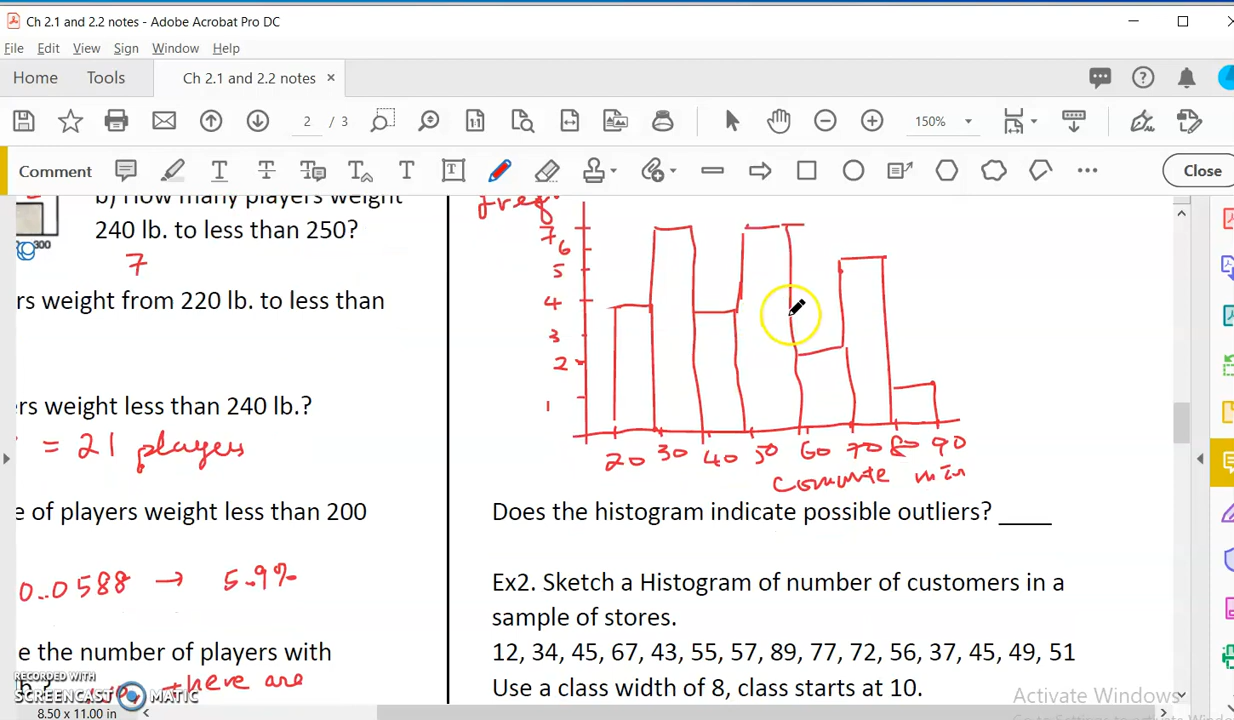 Ch 2.1 and 2.2 notes - Adobe Acrobat Pro DC
File Edit View Sign Window Help
Home Tools Ch 2.1 and 2.2 notes ×
2 / 3 150%
Comment Close
300
b) How many players weight
240 lb. to less than 250?
7
rs weight from 220 lb. to less than
ers weight less than 240 lb.?
= 21 players
e of players weight less than 200
0.0588 → 5.9%
e the number of players with
there are
RECORDED WITH
SCREENCAST MATIC
8.50 x 11.00 in
freq.
7
6
5
4
3
2
1
20 30 40 50 60 70 80 90
Commute min
Does the histogram indicate possible outliers? ____
Ex2. Sketch a Histogram of number of customers in a
sample of stores.
12, 34, 45, 67, 43, 55, 57, 89, 77, 72, 56, 37, 45, 49, 51
Use a class width of 8, class starts at 10.
Activate Windows